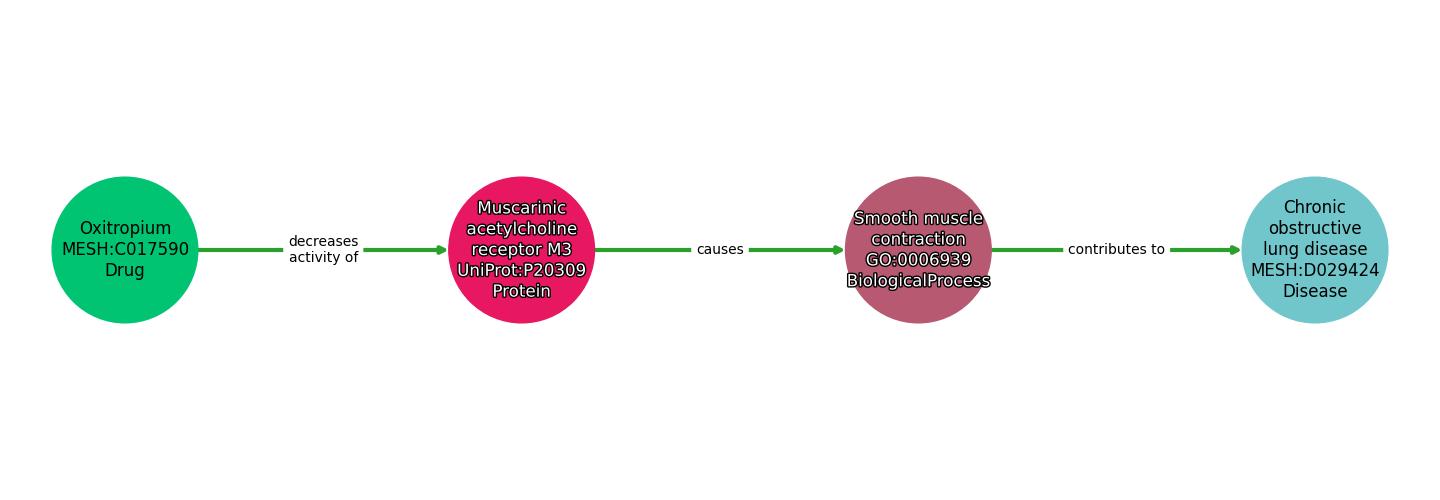 Oxitropium
MESH:C017590
Drug
decreases
activity of
Muscarinic
acetylcholine
receptor M3
UniProt:P20309
Protein
causes
Smooth muscle
contraction
GO:0006939
BiologicalProcess
contributes to
Chronic
obstructive
lung disease
MESH:D029424
Disease